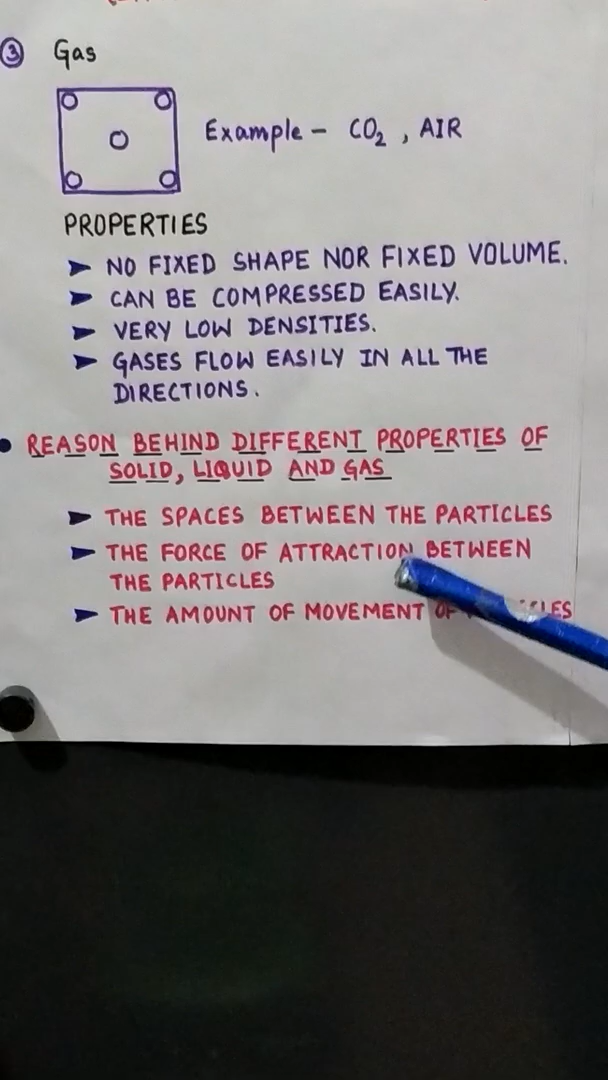 ③ Gas
Example - CO₂, AIR
PROPERTIES
➤ NO FIXED SHAPE NOR FIXED VOLUME.
➤ CAN BE COMPRESSED EASILY.
➤ VERY LOW DENSITIES.
➤ GASES FLOW EASILY IN ALL THE
DIRECTIONS.
• REASON BEHIND DIFFERENT PROPERTIES OF
SOLID, LIQUID AND GAS
➤ THE SPACES BETWEEN THE PARTICLES
➤ THE FORCE OF ATTRACTION BETWEEN
THE PARTICLES
➤ THE AMOUNT OF MOVEMENT OF